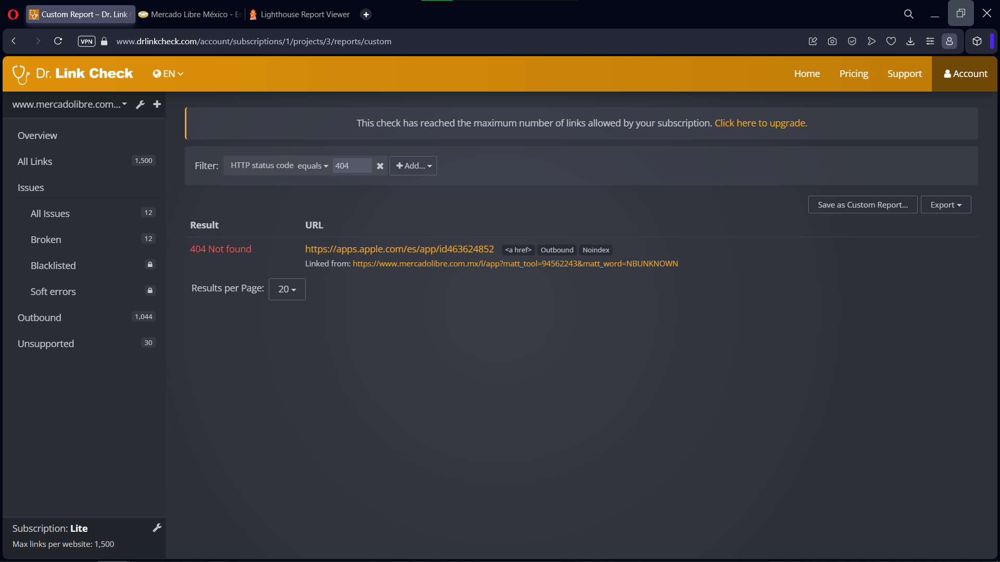 Custom Report – Dr. Link
Mercado Libre México - E
Lighthouse Report Viewer
VPN
www.drlinkcheck.com/account/subscriptions/1/projects/3/reports/custom
Dr. Link Check
EN
Home
Pricing
Support
Account
www.mercadolibre.com...
This check has reached the maximum number of links allowed by your subscription. Click here to upgrade.
Overview
All Links 1,500
Issues
All Issues 12
Broken 12
Blacklisted
Soft errors
Outbound 1,044
Unsupported 30
Filter: HTTP status code equals 404
Add...
Save as Custom Report...
Export
Result URL
404 Not found https://apps.apple.com/es/app/id463624852 <a href> Outbound Noindex
Linked from: https://www.mercadolibre.com.mx/l/app?matt_tool=94562243&matt_word=NBUNKNOWN
Results per Page: 20
Subscription: Lite
Max links per website: 1,500